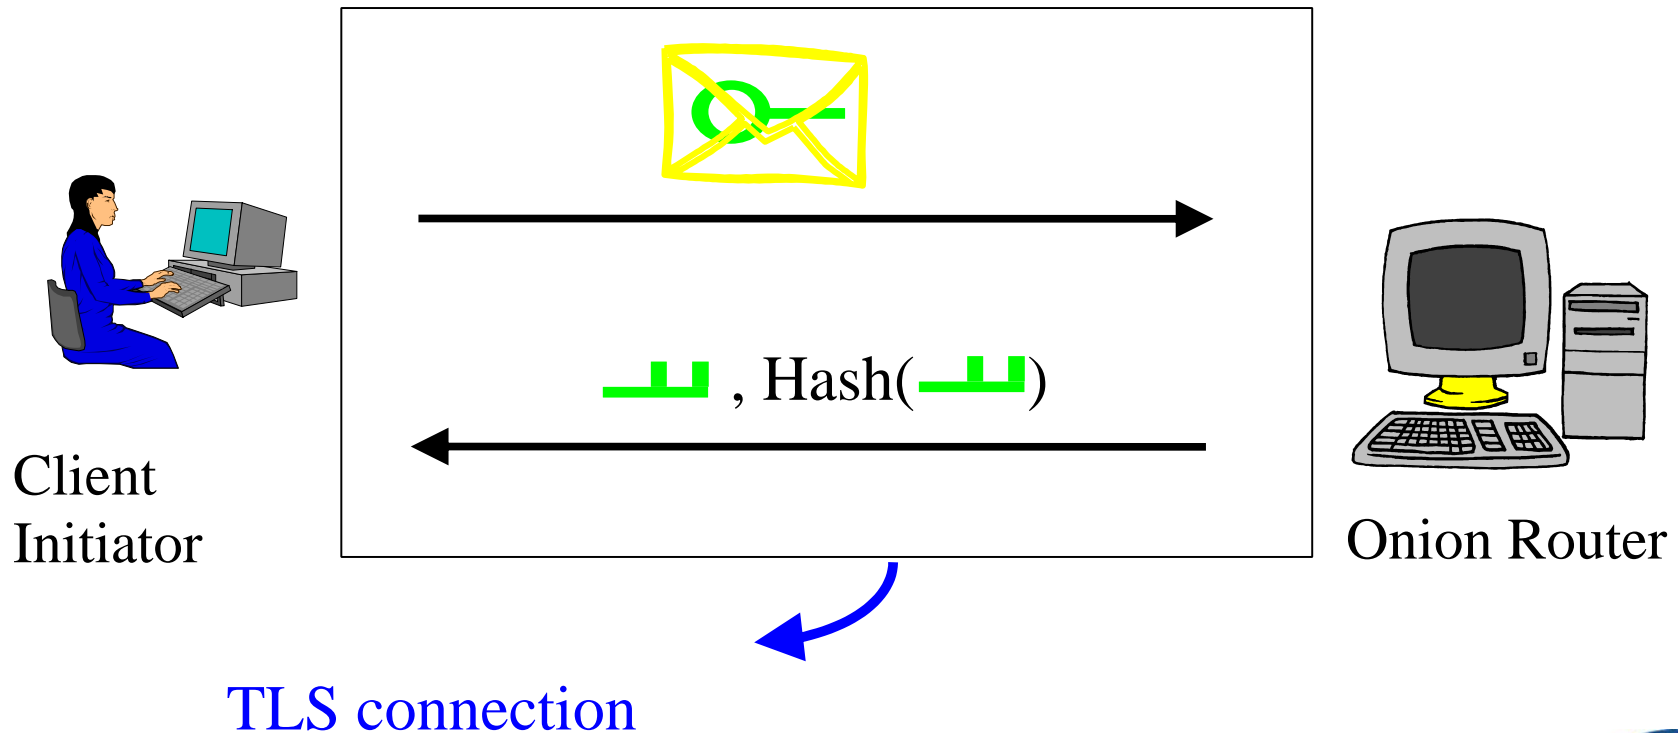 , Hash( )
Client
Initiator
Onion Router
TLS connection